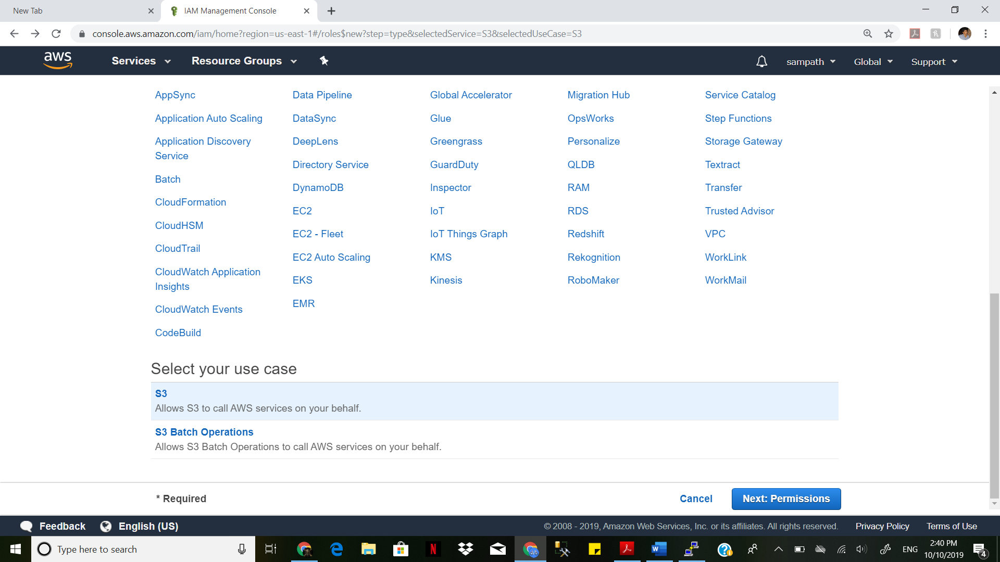 New Tab
IAM Management Console
console.aws.amazon.com/iam/home?region=us-east-1#/roles$new?step=type&selectedService=S3&selectedUseCase=S3
aws
Services
Resource Groups
sampath
Global
Support
AppSync
Data Pipeline
Global Accelerator
Migration Hub
Service Catalog
Application Auto Scaling
DataSync
Glue
OpsWorks
Step Functions
Application Discovery
Service
DeepLens
Greengrass
Personalize
Storage Gateway
Directory Service
GuardDuty
QLDB
Textract
Batch
DynamoDB
Inspector
RAM
Transfer
CloudFormation
EC2
IoT
RDS
Trusted Advisor
CloudHSM
EC2 - Fleet
IoT Things Graph
Redshift
VPC
CloudTrail
EC2 Auto Scaling
KMS
Rekognition
WorkLink
CloudWatch Application
Insights
EKS
Kinesis
RoboMaker
WorkMail
CloudWatch Events
EMR
CodeBuild
Select your use case
S3
Allows S3 to call AWS services on your behalf.
S3 Batch Operations
Allows S3 Batch Operations to call AWS services on your behalf.
* Required
Cancel
Next: Permissions
Feedback
English (US)
© 2008 - 2019, Amazon Web Services, Inc. or its affiliates. All rights reserved.
Privacy Policy
Terms of Use
Type here to search
ENG
2:40 PM
10/10/2019
4